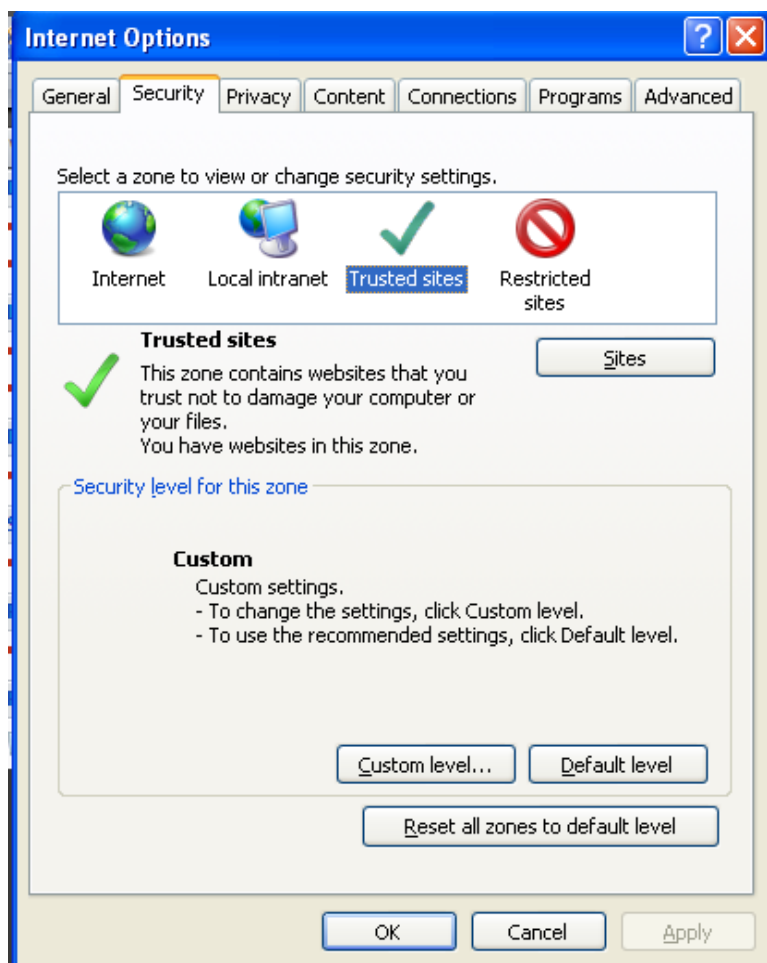 Internet Options
General Security Privacy Content Connections Programs Advanced
Select a zone to view or change security settings.
Internet Local intranet Trusted sites Restricted
sites
Trusted sites
Sites
This zone contains websites that you
trust not to damage your computer or
your files.
You have websites in this zone.
Security level for this zone
Custom
Custom settings.
- To change the settings, click Custom level.
- To use the recommended settings, click Default level.
Custom level... Default level
Reset all zones to default level
OK Cancel Apply